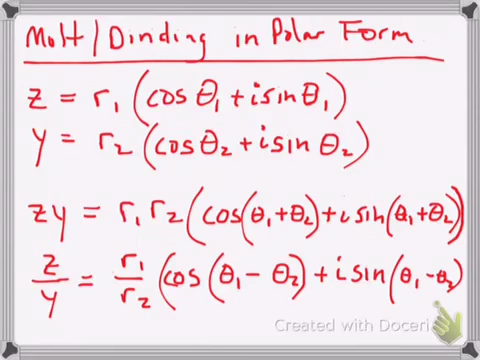 Mult/Dividing in Polar Form
z = r₁ (cos θ₁ + i sin θ₁)
y = r₂ (cos θ₂ + i sin θ₂)
zy = r₁ r₂ (cos(θ₁+θ₂) + i sin(θ₁+θ₂))
z/y = r₁/r₂ (cos(θ₁ - θ₂) + i sin(θ₁ - θ₂)
Created with Doceri